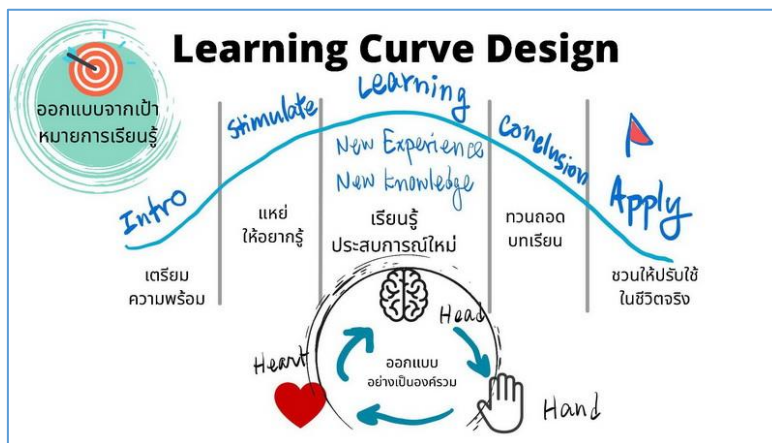 Learning Curve Design
ออกแบบจากเป้า
หมายการเรียนรู้
Intro
Stimulate
Learning
Conclusion
Apply
New Experience
New Knowledge
เตรียม
ความพร้อม
แหย่
ให้อยากรู้
เรียนรู้
ประสบการณ์ใหม่
ทวนถอด
บทเรียน
ชวนให้ปรับใช้
ในชีวิตจริง
Head
Heart
ออกแบบ
อย่างเป็นองค์รวม
Hand